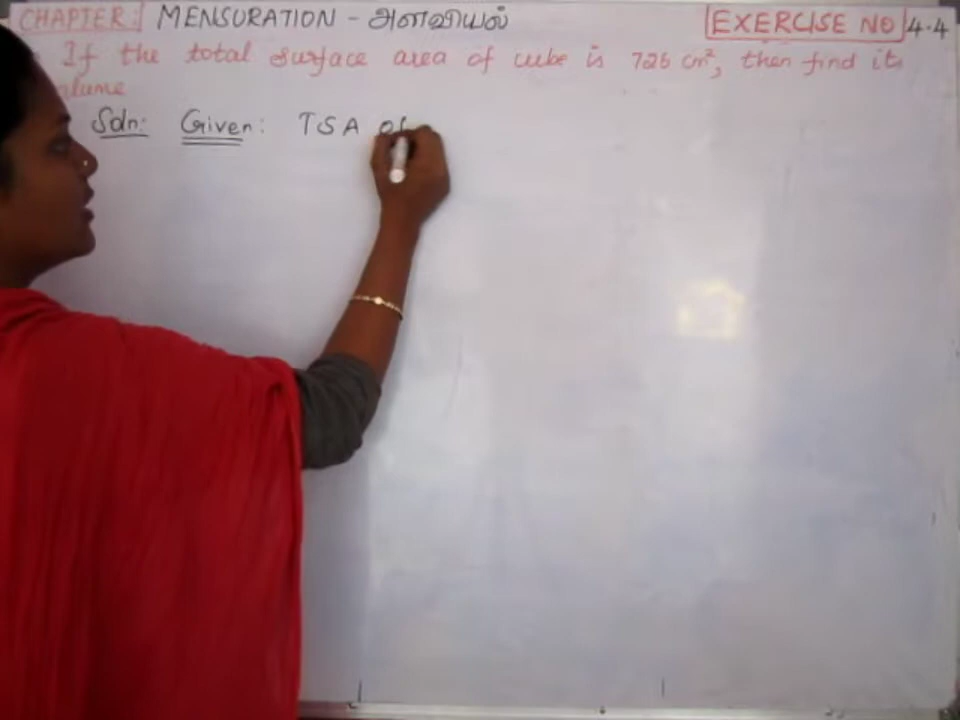 CHAPTER: MENSURATION - அளவியல் EXERCISE NO 4.4
If the total surface area of cube is 726 cm², then find its
Soln: Given: TSA of